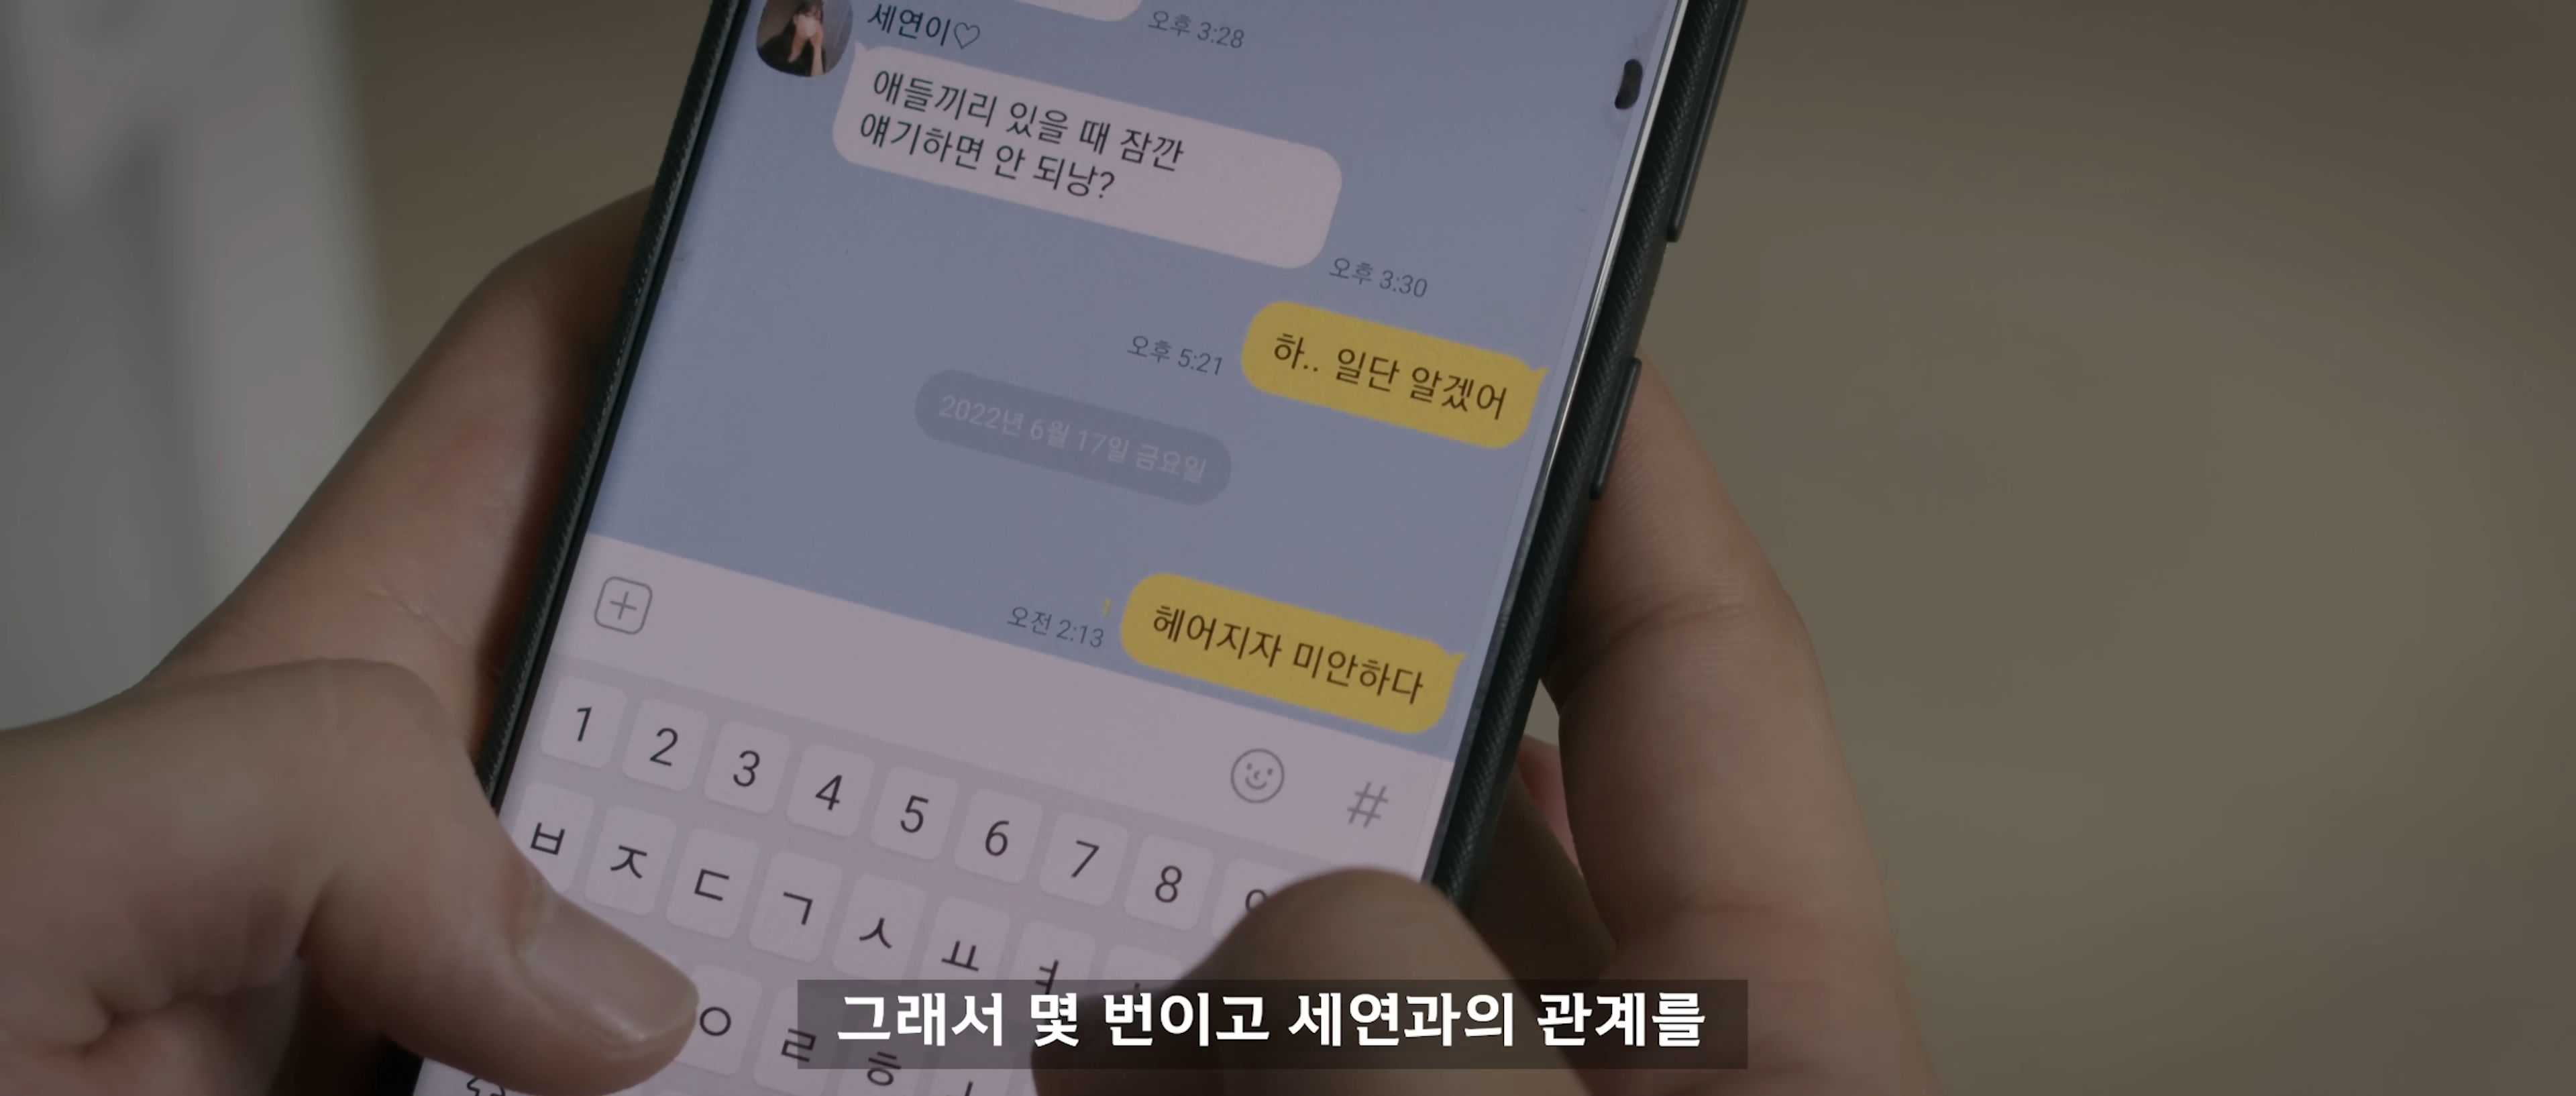 오후 3:28
세연이♡
애들끼리 있을 때 잠깐
얘기하면 안 되낭?
오후 3:30
하.. 일단 알겠어
오후 5:21
2022년 6월 17일 금요일
헤어지자 미안하다
1
오전 2:13
#
1 2 3 4 5 6 7 8
ㅂ ㅈ ㄷ ㄱ ㅅ ㅛ ㅕ
ㅇ ㄹ ㅎ
그래서 몇 번이고 세연과의 관계를